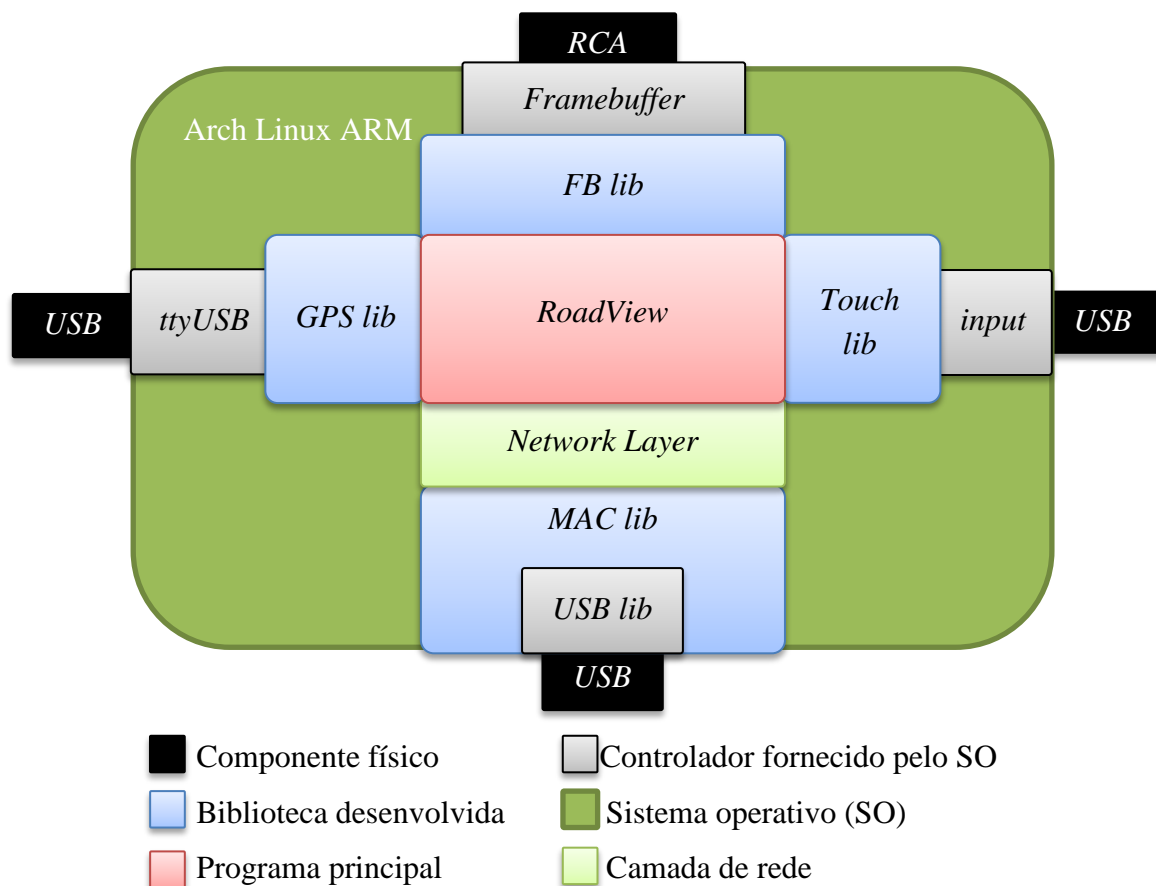 RCA
Framebuffer
Arch Linux ARM
FB lib
USB
ttyUSB
GPS lib
RoadView
Touch
lib
input
USB
Network Layer
MAC lib
USB lib
USB
Componente físico
Controlador fornecido pelo SO
Biblioteca desenvolvida
Sistema operativo (SO)
Programa principal
Camada de rede